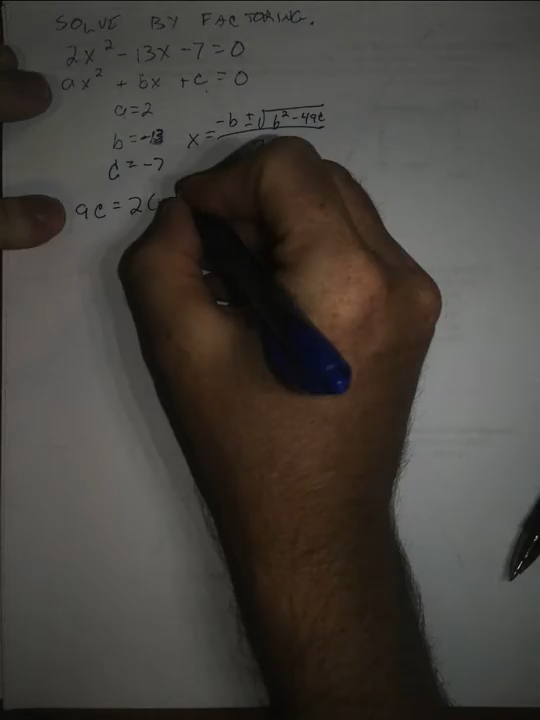 SOLVE BY FACTORING.
2x² - 13x - 7 = 0
ax² + bx + c = 0
a = 2
b = -13 x = -b ± √b² - 4ac
c = -7
ac = 2(